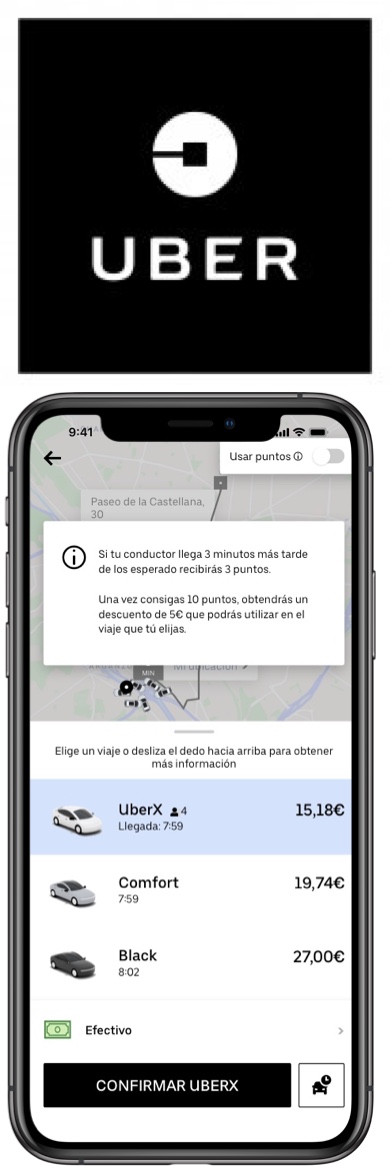 UBER
9:41
Usar puntos
Paseo de la Castellana,
30
Si tu conductor llega 3 minutos más tarde
de los esperado recibirás 3 puntos.
Una vez consigas 10 puntos, obtendrás un
descuento de 5€ que podrás utilizar en el
viaje que tú elijas.
Mi ubicación >
MIN
Elige un viaje o desliza el dedo hacia arriba para obtener
más información
UberX 4 15,18€
Llegada: 7:59
Comfort 19,74€
7:59
Black 27,00€
8:02
Efectivo >
CONFIRMAR UBERX